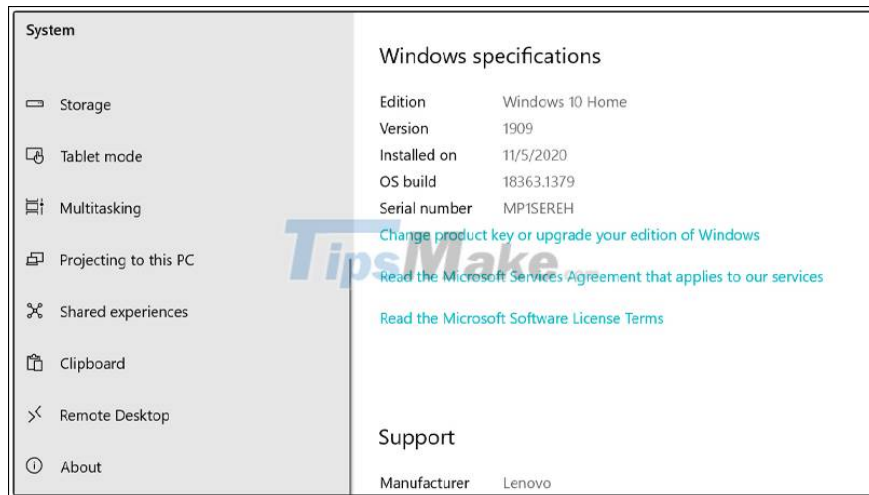 System
Storage
Tablet mode
Multitasking
Projecting to this PC
Shared experiences
Clipboard
Remote Desktop
About
Windows specifications
Edition Windows 10 Home
Version 1909
Installed on 11/5/2020
OS build 18363.1379
Serial number MP1SEREH
Change product key or upgrade your edition of Windows
TipsMake
Read the Microsoft Services Agreement that applies to our services
Read the Microsoft Software License Terms
Support
Manufacturer Lenovo